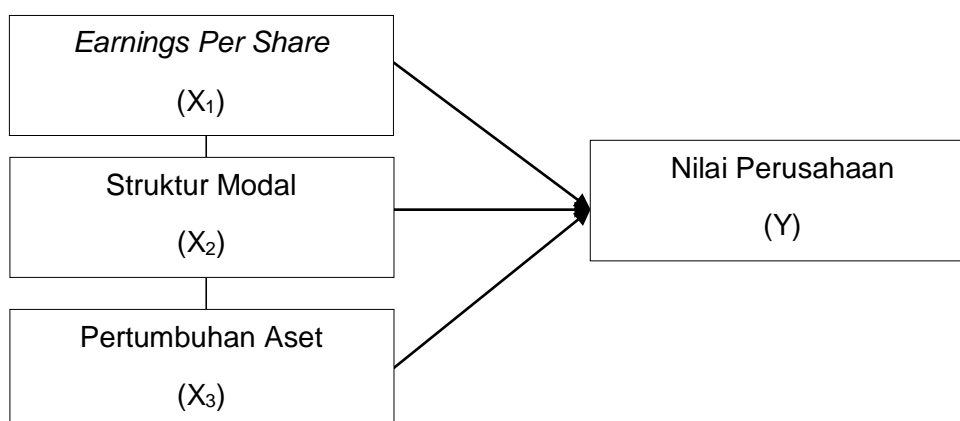 Earnings Per Share
(X₁)
Struktur Modal
(X₂)
Pertumbuhan Aset
(X₃)
Nilai Perusahaan
(Y)